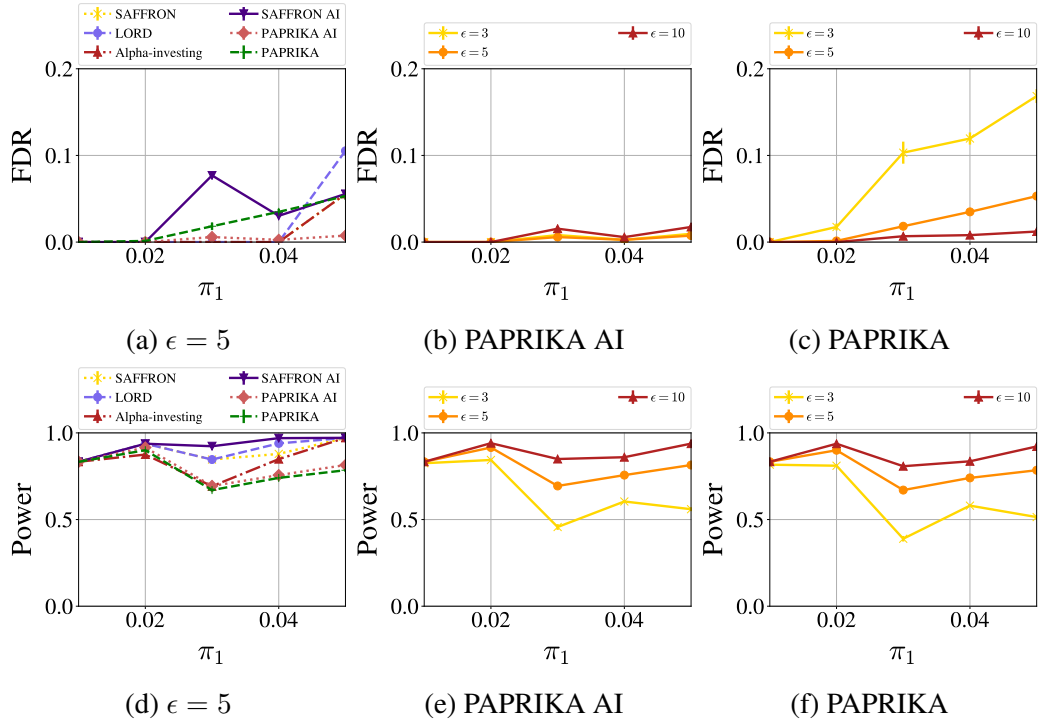 SAFFRON
LORD
Alpha-investing
SAFFRON AI
PAPRIKA AI
PAPRIKA
0.2
0.1
0.0
FDR
0.02
0.04
π₁
(a) ϵ = 5
ϵ = 3
ϵ = 5
ϵ = 10
0.2
0.1
0.0
FDR
0.02
0.04
π₁
(b) PAPRIKA AI
ϵ = 3
ϵ = 5
ϵ = 10
0.2
0.1
0.0
FDR
0.02
0.04
π₁
(c) PAPRIKA
SAFFRON
LORD
Alpha-investing
SAFFRON AI
PAPRIKA AI
PAPRIKA
1.0
0.5
0.0
Power
0.02
0.04
π₁
(d) ϵ = 5
ϵ = 3
ϵ = 5
ϵ = 10
1.0
0.5
0.0
Power
0.02
0.04
π₁
(e) PAPRIKA AI
ϵ = 3
ϵ = 5
ϵ = 10
1.0
0.5
0.0
Power
0.02
0.04
π₁
(f) PAPRIKA